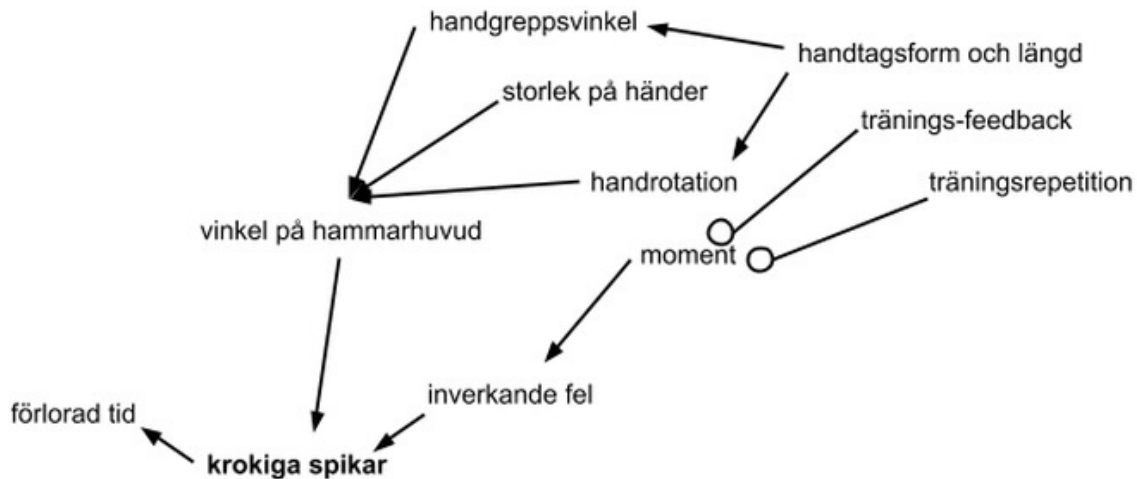 handgreppsvinkel
handtagsform och längd
storlek på händer
tränings-feedback
handrotation
träningsrepetition
vinkel på hammarhuvud
moment
inverkande fel
förlorad tid
krokiga spikar